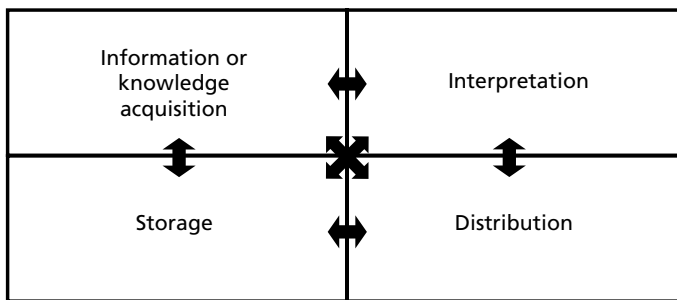 Information or
knowledge
acquisition
Interpretation
Storage
Distribution